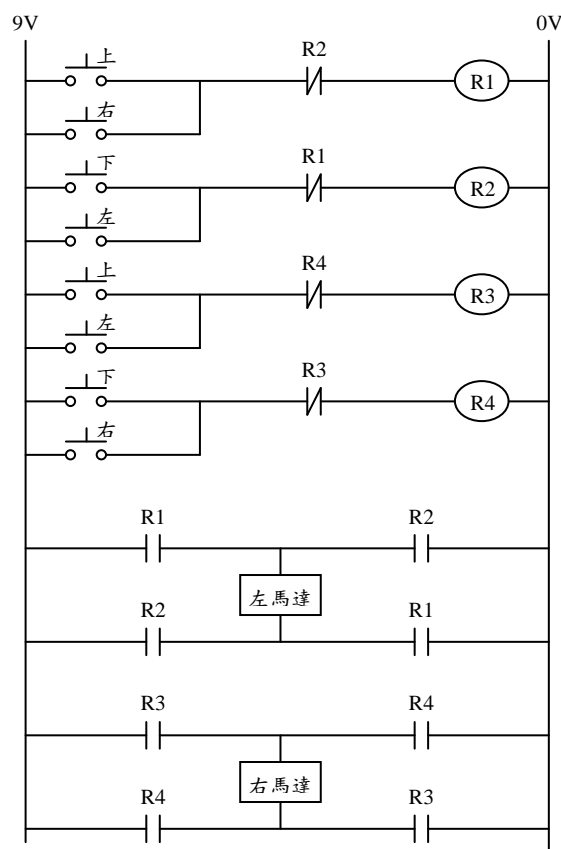 9V 0V
上 R2 R1
右
下 R1 R2
左
上 R4 R3
左
下 R3 R4
右
R1 R2
左馬達
R2 R1
R3 R4
右馬達
R4 R3